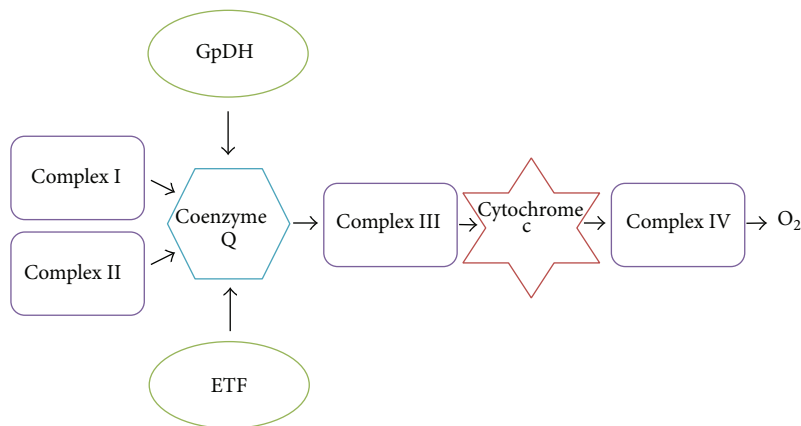 GpDH
Complex I
Complex II
Coenzyme
Q
Complex III
Cytochrome
c
Complex IV
O₂
ETF